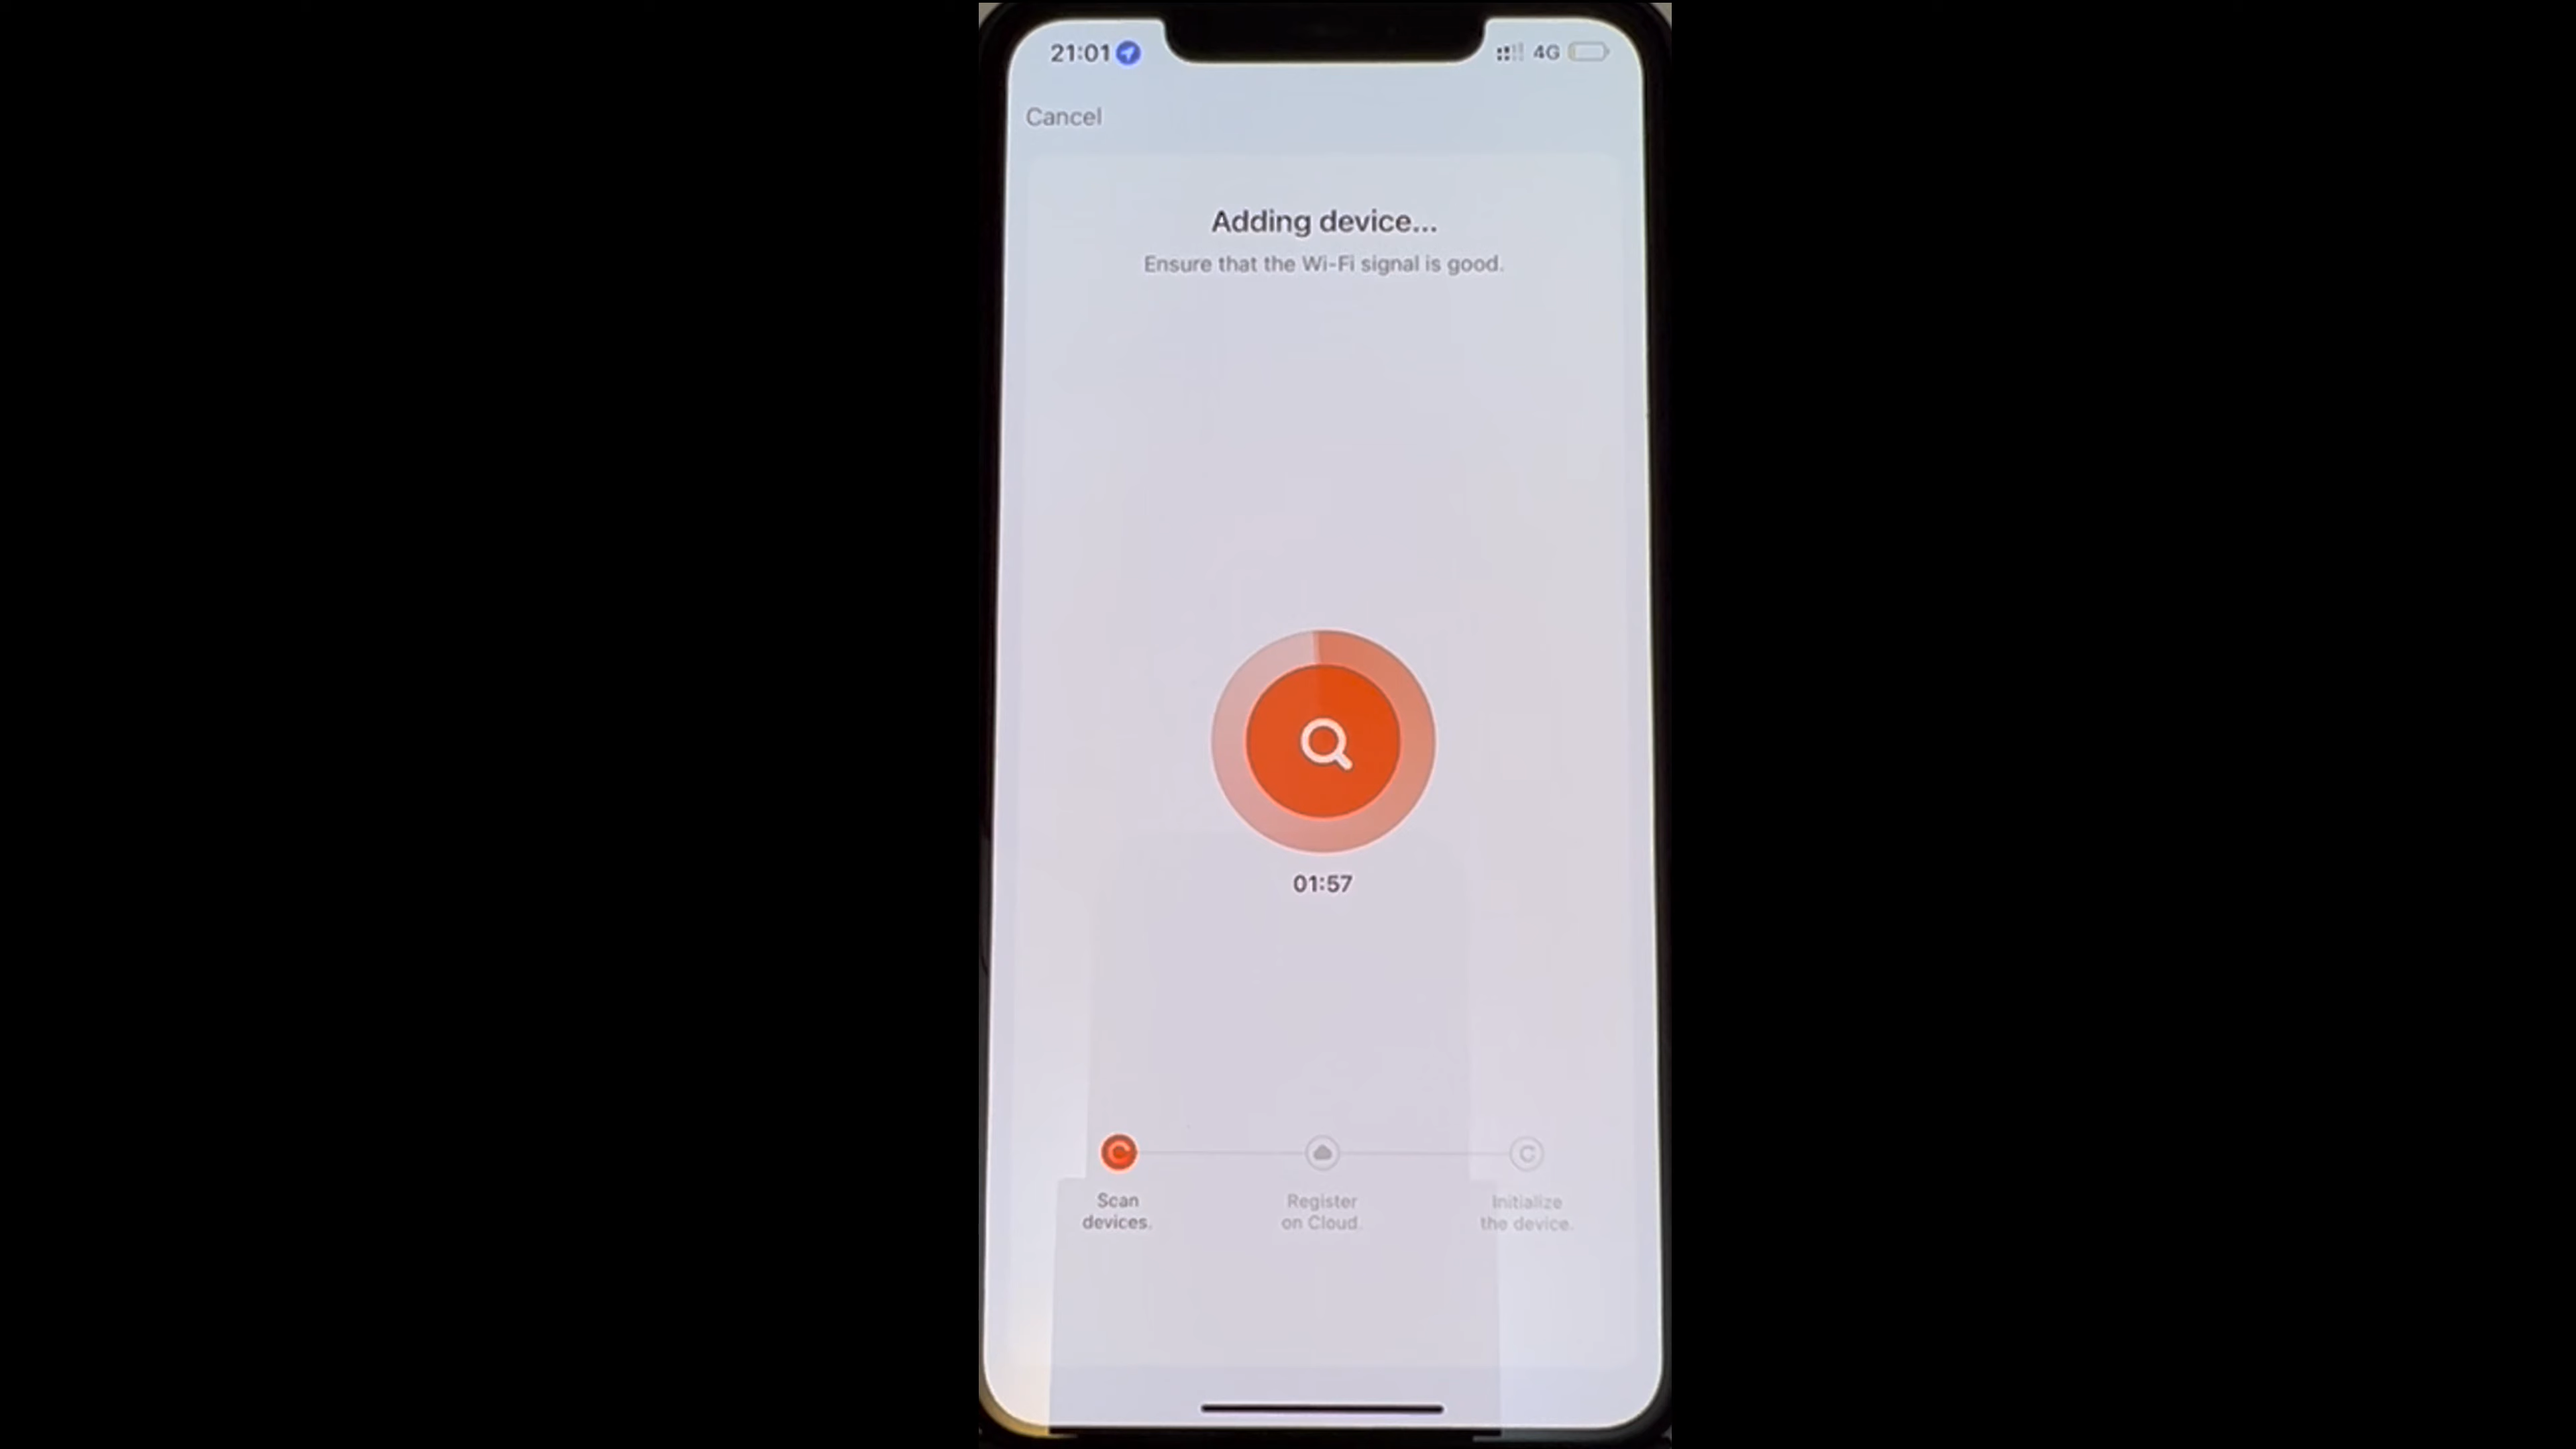 21:01
4G
Cancel
Adding device...
Ensure that the Wi-Fi signal is good.
01:57
Scan
devices.
Register
on Cloud.
Initialize
the device.